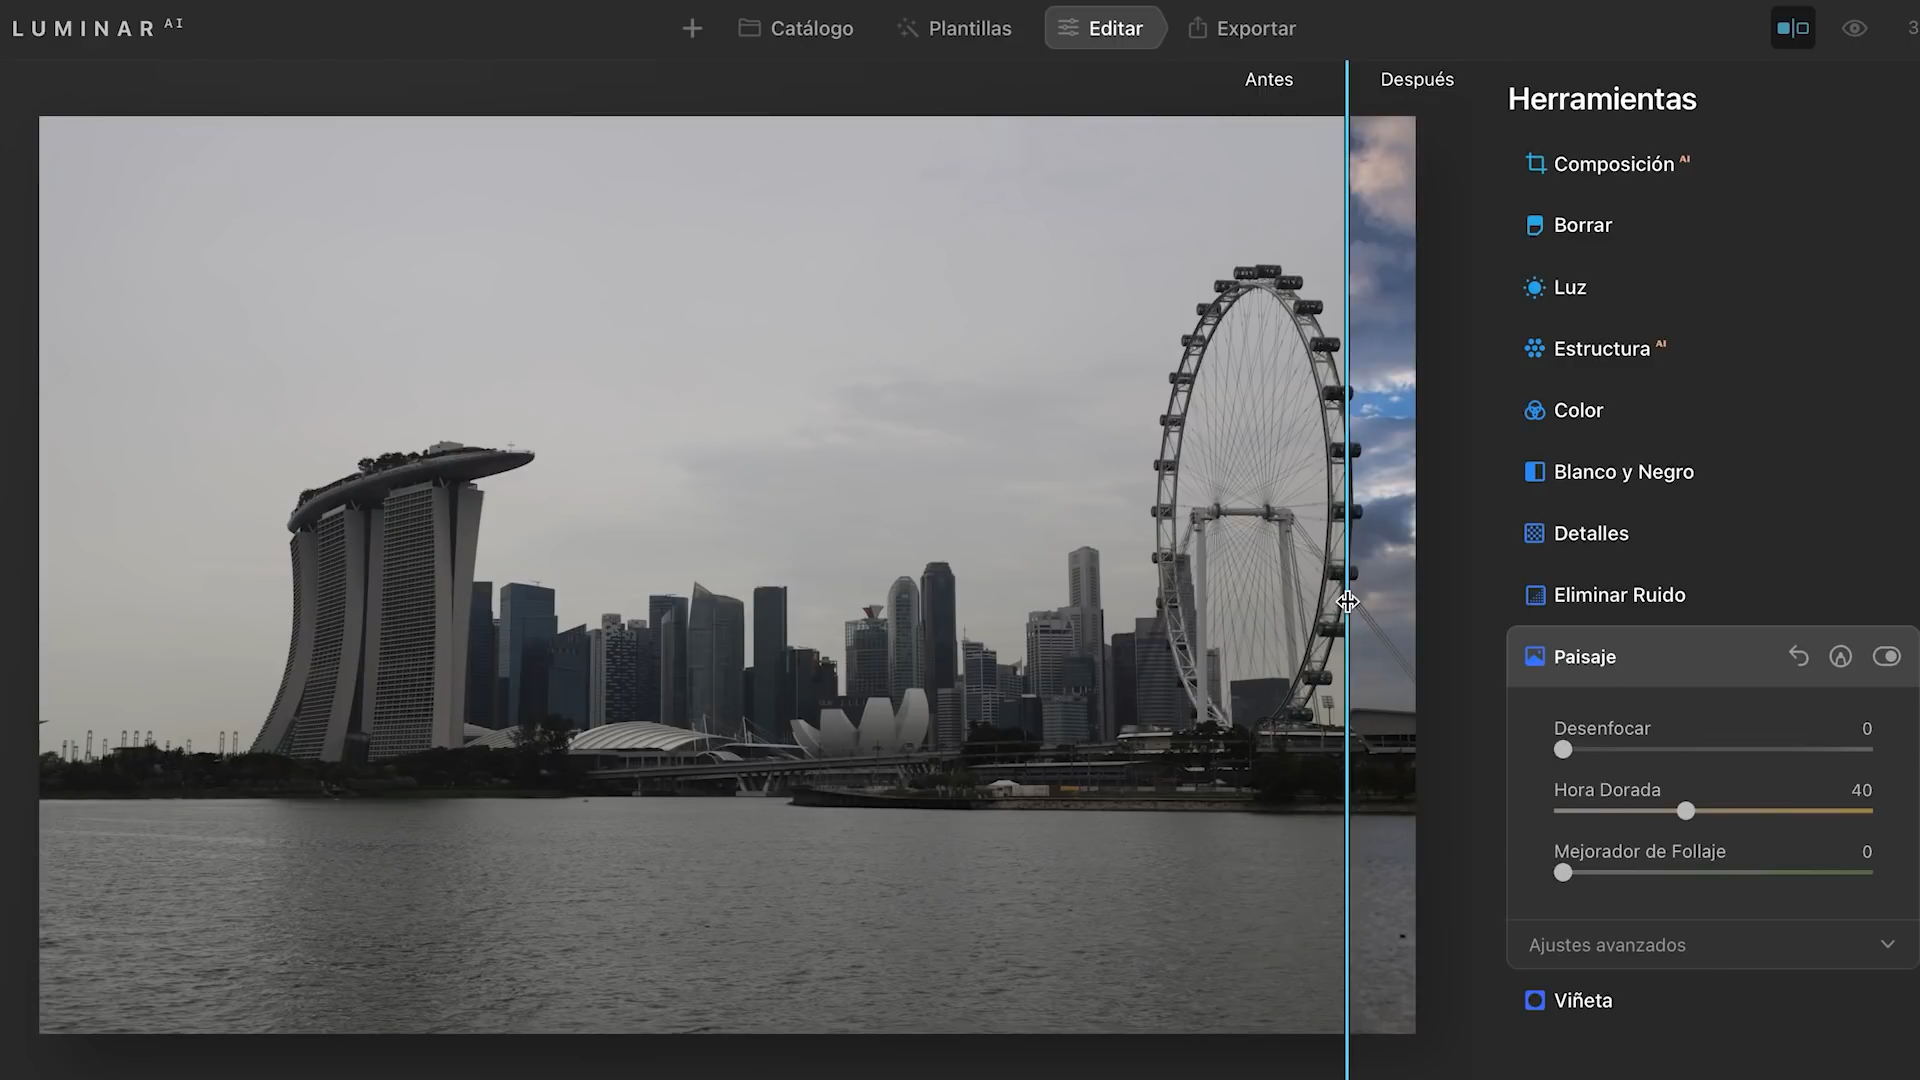 LUMINAR AI
Catálogo
Plantillas
Editar
Exportar
3
Antes
Después
Herramientas
Composición AI
Borrar
Luz
Estructura AI
Color
Blanco y Negro
Detalles
Eliminar Ruido
Paisaje
Desenfocar 0
Hora Dorada 40
Mejorador de Follaje 0
Ajustes avanzados
Viñeta